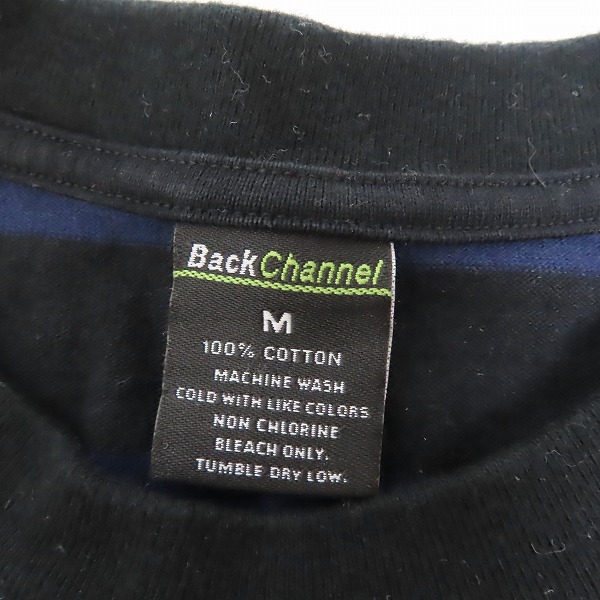 BackChannel
M
100% COTTON
MACHINE WASH
COLD WITH LIKE COLORS
NON CHLORINE
BLEACH ONLY.
TUMBLE DRY LOW.